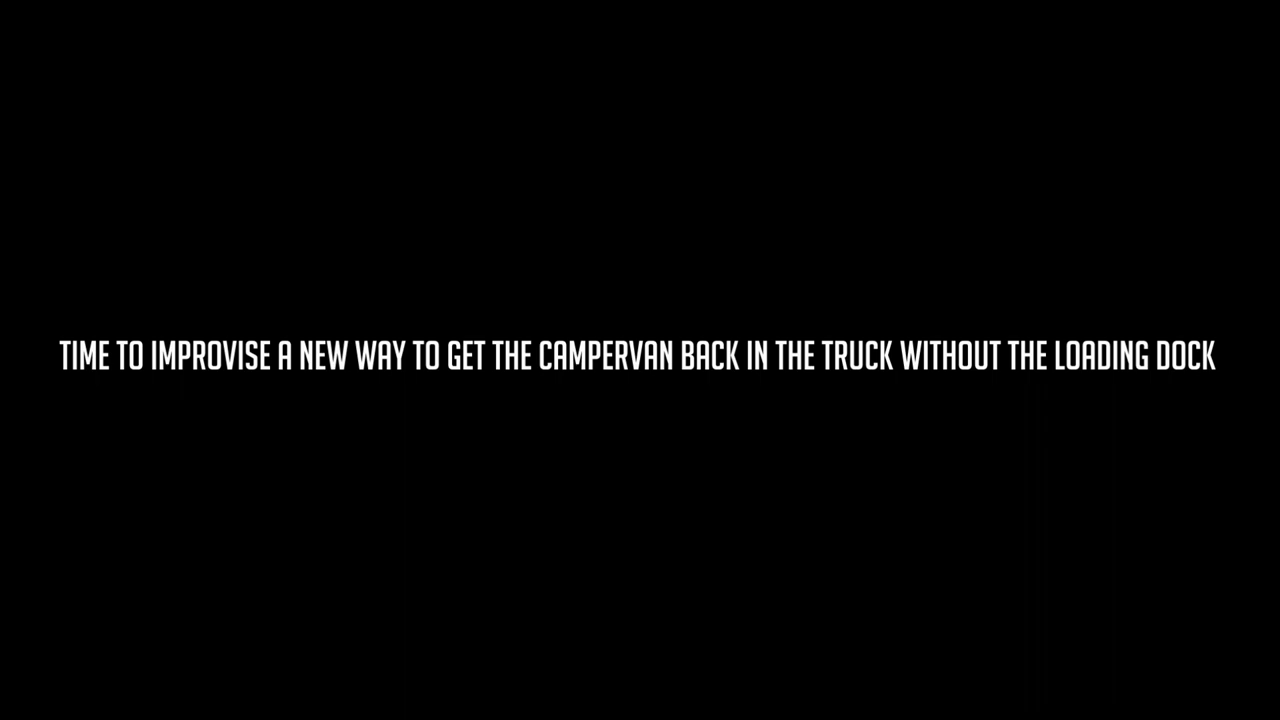 TIME TO IMPROVISE A NEW WAY TO GET THE CAMPERVAN BACK IN THE TRUCK WITHOUT THE LOADING DOCK